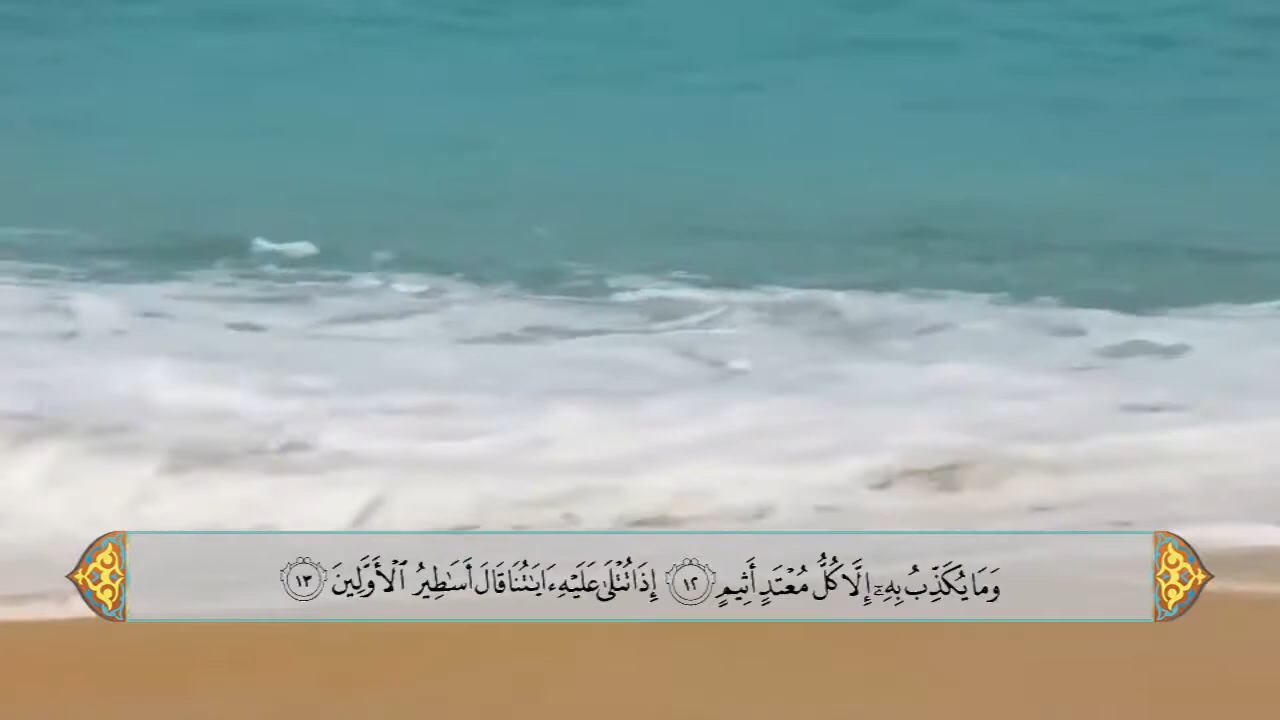 وَمَا يُكَذِّبُ بِهِۦٓ إِلَّا كُلُّ مُعْتَدٍ أَثِيمٍ ١٢ إِذَا تُتْلَىٰ عَلَيْهِ ءَايَٰتُنَا قَالَ أَسَٰطِيرُ ٱلْأَوَّلِينَ ١٣